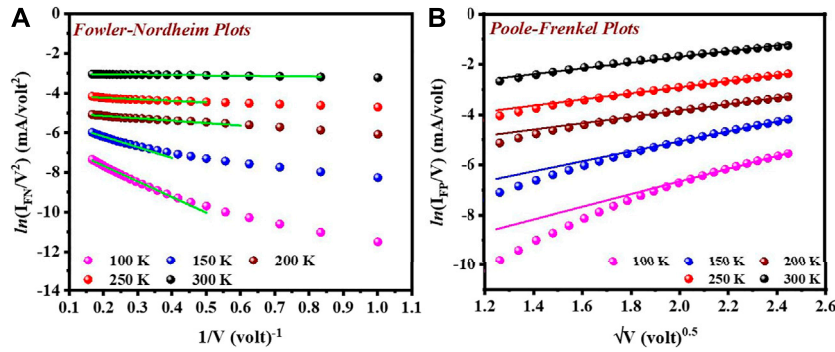 A
Fowler-Nordheim Plots
ln(I_FN/V²) (mA/volt²)
0
-2
-4
-6
-8
-10
-12
-14
100 K 150 K 200 K
250 K 300 K
0.1 0.2 0.3 0.4 0.5 0.6 0.7 0.8 0.9 1.0 1.1
1/V (volt)⁻¹
B
Poole-Frenkel Plots
ln(I_FP/V) (mA/volt)
0
-2
-4
-6
-8
-10
100 K 150 K 200 K
250 K 300 K
1.2 1.4 1.6 1.8 2.0 2.2 2.4 2.6
√V (volt)⁰·⁵